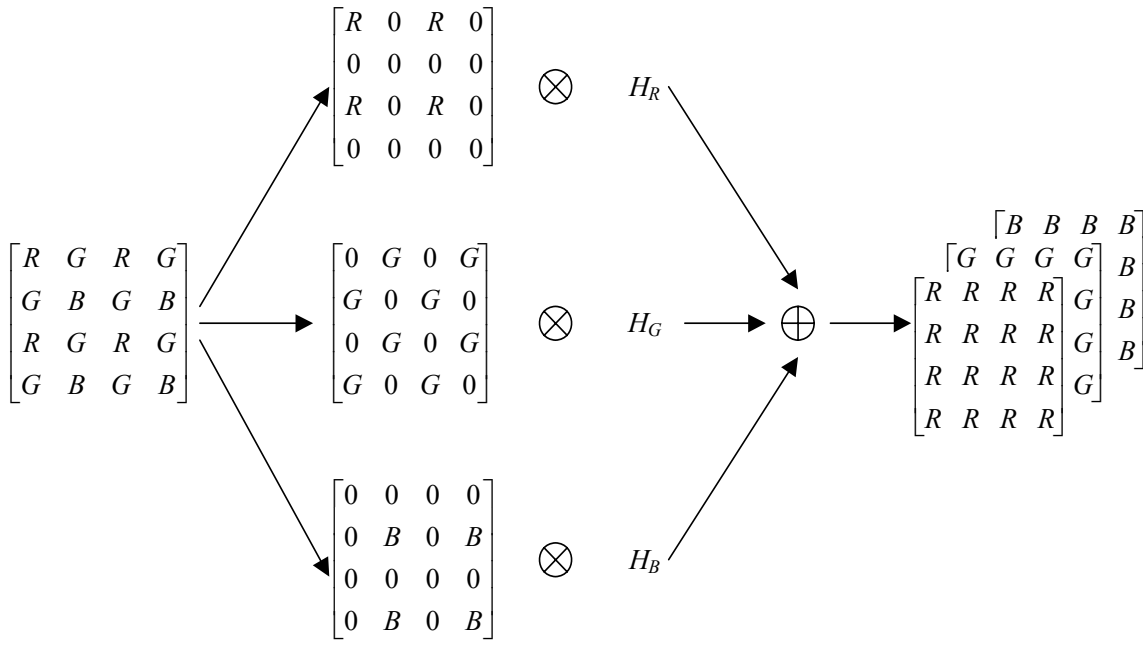 R 0 R 0
0 0 0 0
R 0 R 0
0 0 0 0
⊗ H_R
R G R G
G B G B
R G R G
G B G B
0 G 0 G
G 0 G 0
0 G 0 G
G 0 G 0
⊗ H_G
⊕
B B B B
B
B
B
G G G G
G
G
G
R R R R
R R R R
R R R R
R R R R
0 0 0 0
0 B 0 B
0 0 0 0
0 B 0 B
⊗ H_B